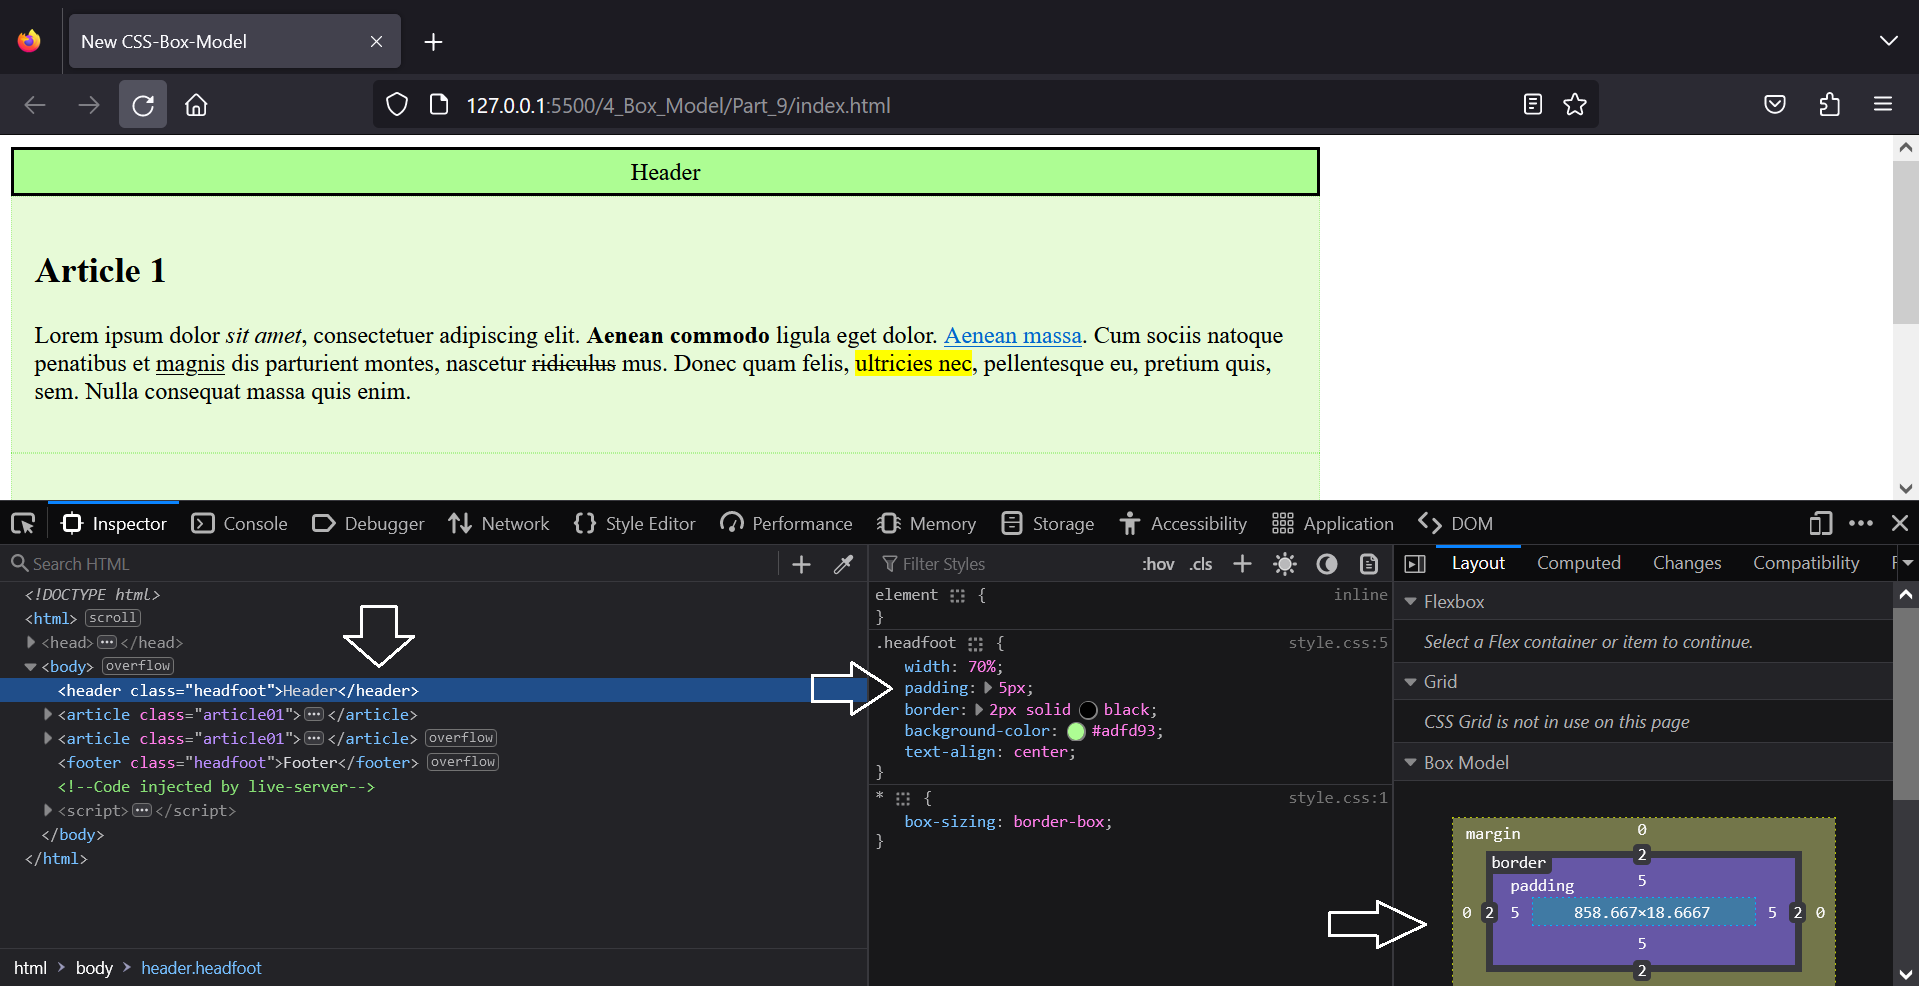 New CSS-Box-Model
127.0.0.1:5500/4_Box_Model/Part_9/index.html
Header
Article 1
Lorem ipsum dolor sit amet, consectetuer adipiscing elit. Aenean commodo ligula eget dolor. Aenean massa. Cum sociis natoque
penatibus et magnis dis parturient montes, nascetur ridiculus mus. Donec quam felis, ultricies nec, pellentesque eu, pretium quis,
sem. Nulla consequat massa quis enim.
Inspector Console Debugger Network Style Editor Performance Memory Storage Accessibility Application DOM
Search HTML
<!DOCTYPE html>
<html> scroll
<head> </head>
<body> overflow
<header class="headfoot">Header</header>
<article class="article01"> </article>
<article class="article01"> </article> overflow
<footer class="headfoot">Footer</footer> overflow
<!--Code injected by live-server-->
<script> </script>
</body>
</html>
html > body > header.headfoot
Filter Styles :hov .cls
element { inline
}
.headfoot { style.css:5
width: 70%;
padding: 5px;
border: 2px solid black;
background-color: #adfd93;
text-align: center;
}
* { style.css:1
box-sizing: border-box;
}
Layout Computed Changes Compatibility
Flexbox
Select a Flex container or item to continue.
Grid
CSS Grid is not in use on this page
Box Model
margin 0
border 2
padding 5
0 2 5 858.667×18.6667 5 2 0
5
2